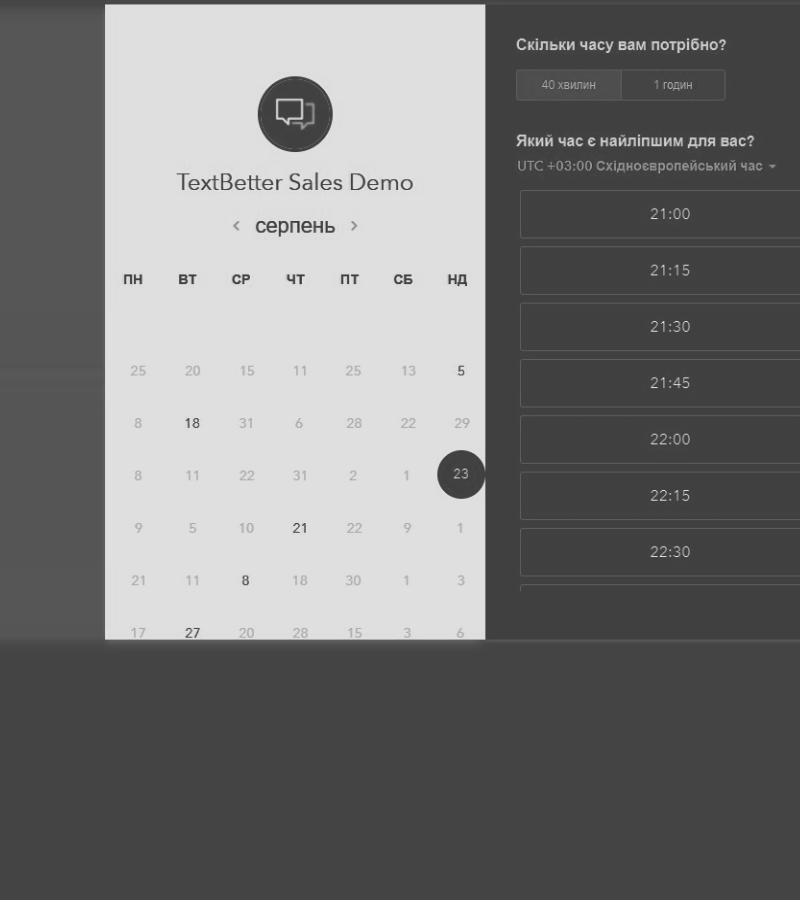 TextBetter Sales Demo
‹ серпень ›
ПН ВТ СР ЧТ ПТ СБ НД
25 20 15 11 25 13 5
8 18 31 6 28 22 29
8 11 22 31 2 1 23
9 5 10 21 22 9 1
21 11 8 18 30 1 3
17 27 20 28 15 3 6
Скільки часу вам потрібно?
40 хвилин 1 годин
Який час є найліпшим для вас?
UTC +03:00 Східноєвропейський час
21:00
21:15
21:30
21:45
22:00
22:15
22:30